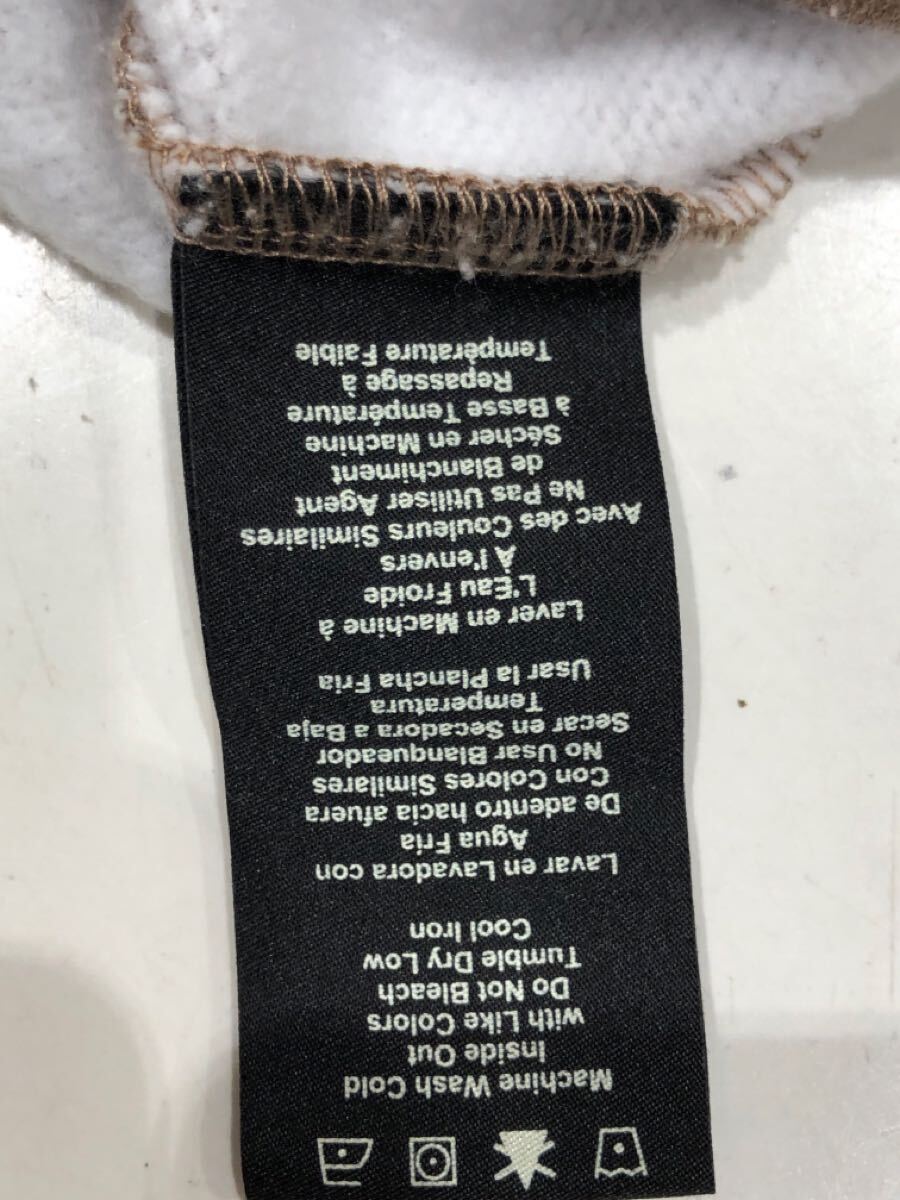 Machine Wash Cold
Inside Out
with Like Colors
Do Not Bleach
Tumble Dry Low
Cool Iron
Lavar en Lavadora con
Agua Fria
De adentro hacia afuera
Con Colores Similares
No Usar Blanqueador
Secar en Secadora a Baja
Temperatura
Usar la Plancha Fria
Laver en Machine à
L'Eau Froide
À l'envers
Avec des Couleurs Similaires
Ne Pas Utiliser Agent
de Blanchiment
Sécher en Machine
à Basse Température
Repassage à
Température Faible